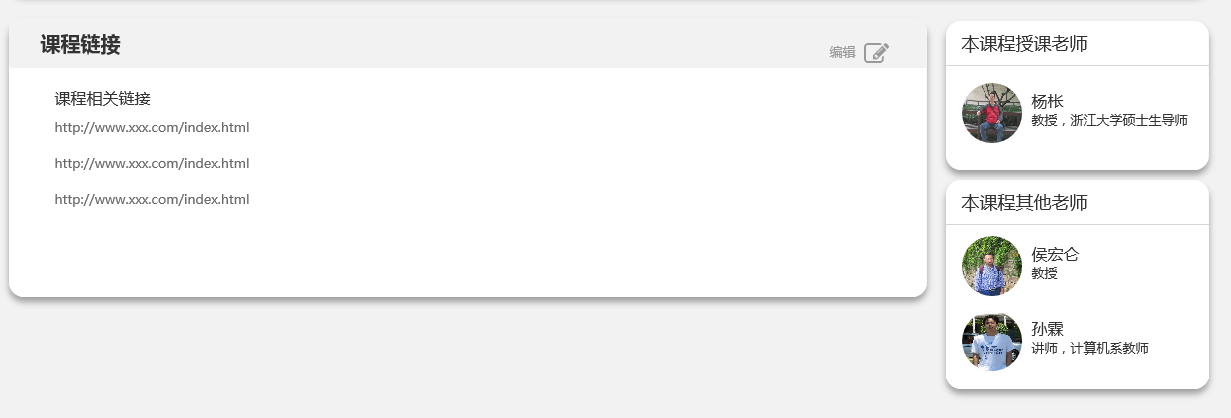 课程链接
编辑
课程相关链接
http://www.xxx.com/index.html
http://www.xxx.com/index.html
http://www.xxx.com/index.html
本课程授课老师
杨枨
教授，浙江大学硕士生导师
本课程其他老师
侯宏仑
教授
孙霖
讲师，计算机系教师